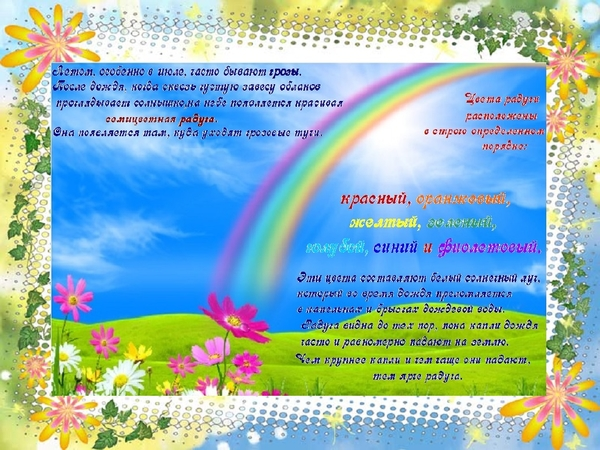 Летом, особенно в июле, часто бывают грозы.
После дождя, когда сквозь густую завесу облаков
проглядывает солнышко,на небе появляется красивая
семицветная радуга.
Она появляется там, куда уходят грозовые тучи.
Цвета радуги
расположены
в строго определенном
порядке:
красный, оранжевый,
желтый, зеленый,
голубой, синий и фиолетовый.
Эти цвета составляют белый солнечный луч,
который во время дождя преломляется
в капельках и брызгах дождевой воды.
Радуга видна до тех пор, пока капли дождя
часто и равномерно падают на землю.
Чем крупнее капли и чем чаще они падают,
тем ярче радуга.